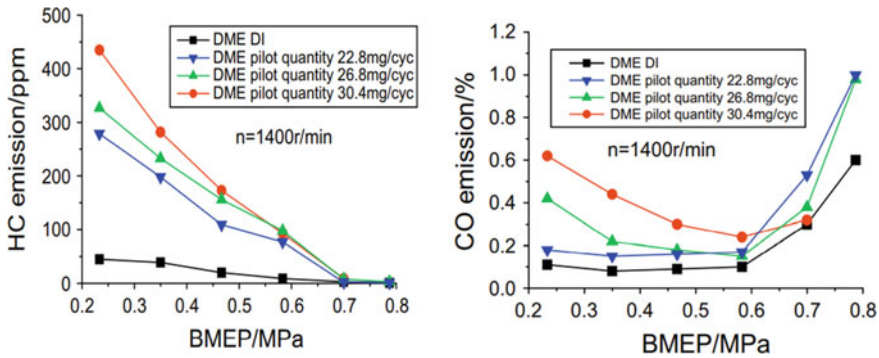 HC emission/ppm
500
400
300
200
100
0
DME DI
DME pilot quantity 22.8mg/cyc
DME pilot quantity 26.8mg/cyc
DME pilot quantity 30.4mg/cyc
n=1400r/min
0.2 0.3 0.4 0.5 0.6 0.7 0.8
BMEP/MPa
CO emission/%
1.2
1.0
0.8
0.6
0.4
0.2
0.0
DME DI
DME pilot quantity 22.8mg/cyc
DME pilot quantity 26.8mg/cyc
DME pilot quantity 30.4mg/cyc
n=1400r/min
0.2 0.3 0.4 0.5 0.6 0.7 0.8
BMEP/MPa